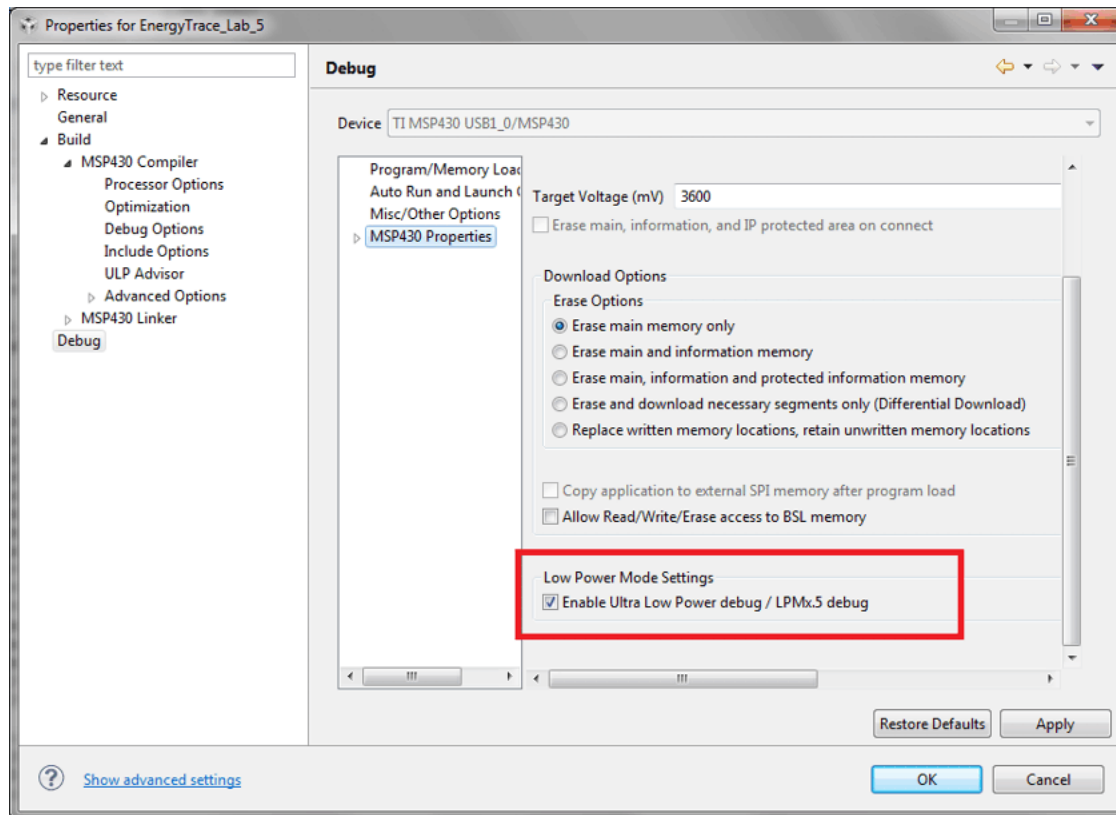 Properties for EnergyTrace_Lab_5
type filter text
Resource
General
Build
MSP430 Compiler
Processor Options
Optimization
Debug Options
Include Options
ULP Advisor
Advanced Options
MSP430 Linker
Debug
Debug
Device TI MSP430 USB1_0/MSP430
Program/Memory Load
Auto Run and Launch
Misc/Other Options
MSP430 Properties
Target Voltage (mV) 3600
Erase main, information, and IP protected area on connect
Download Options
Erase Options
Erase main memory only
Erase main and information memory
Erase main, information and protected information memory
Erase and download necessary segments only (Differential Download)
Replace written memory locations, retain unwritten memory locations
Copy application to external SPI memory after program load
Allow Read/Write/Erase access to BSL memory
Low Power Mode Settings
Enable Ultra Low Power debug / LPMx.5 debug
Restore Defaults Apply
? Show advanced settings
OK Cancel